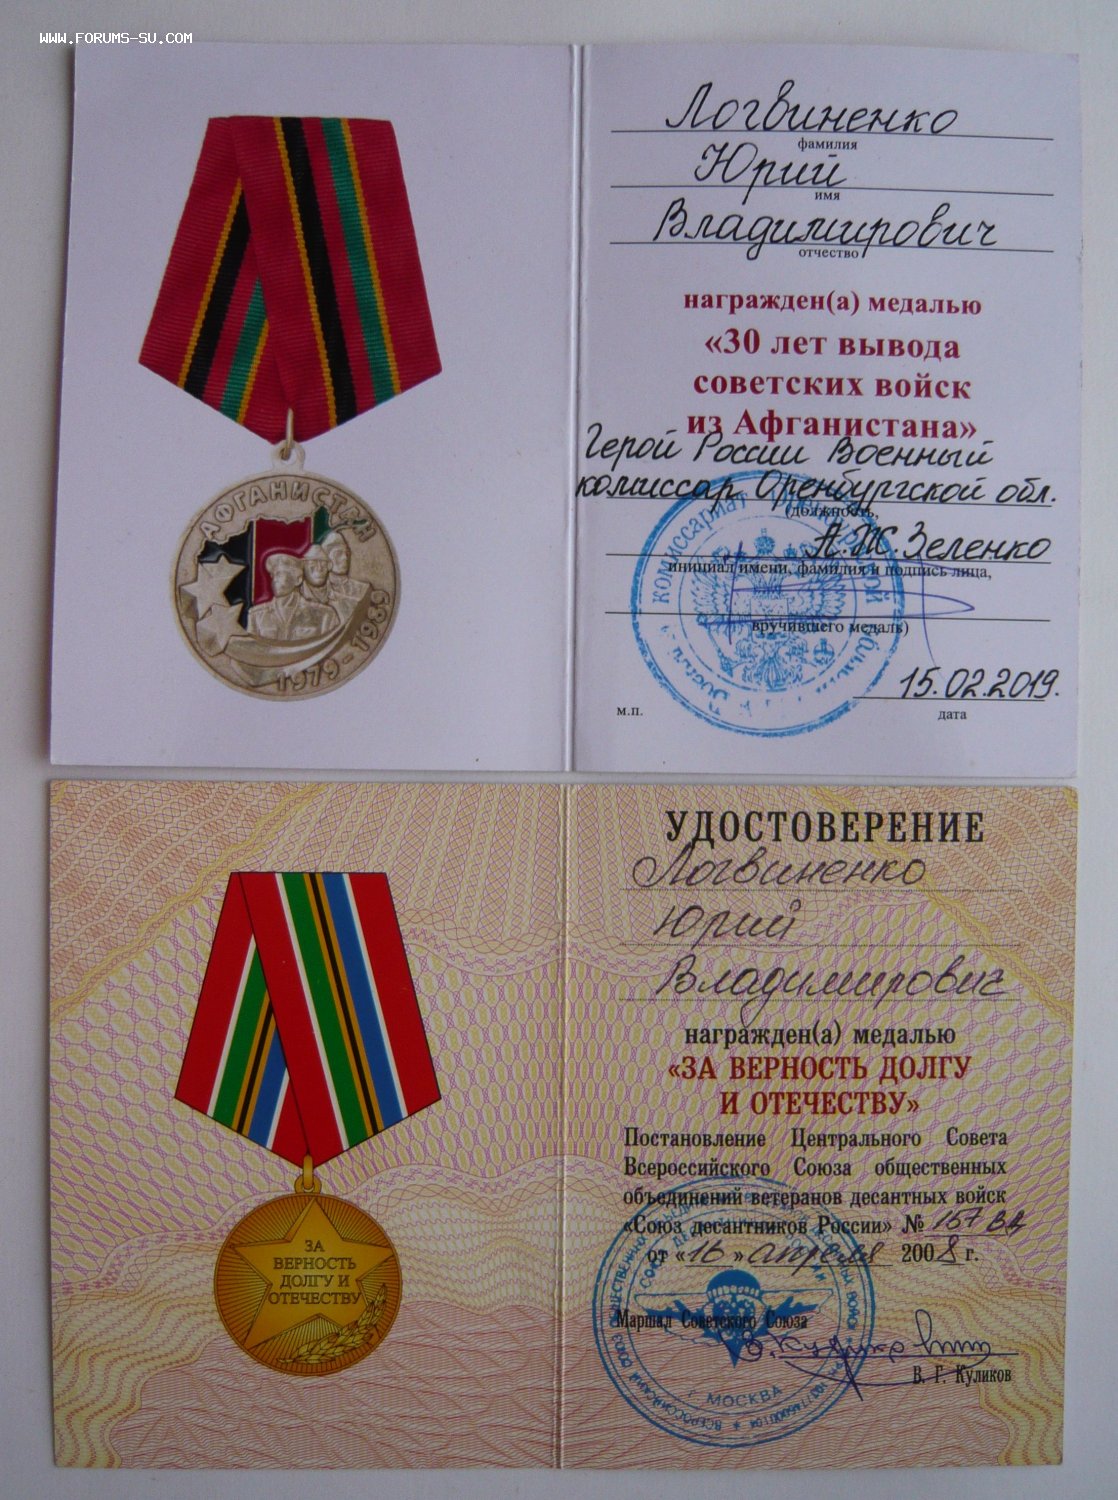 WWW.FORUMS-SU.COM
АФГАНИСТАН
1979-1989
Логвиненко
фамилия
Юрий
имя
Владимирович
отчество
награжден(а) медалью
«30 лет вывода
советских войск
из Афганистана»
Герой России Военный
комиссар Оренбургской обл.
(должность,
А.Ж.Зеленко
инициал имени, фамилия и подпись лица,
вручившего медаль)
15.02.2019.
м.п.
дата
комиссариат
УДОСТОВЕРЕНИЕ
Логвиненко
Юрий
Владимирович
награжден(а) медалью
«ЗА ВЕРНОСТЬ ДОЛГУ
И ОТЕЧЕСТВУ»
Постановление Центрального Совета
Всероссийского Союза общественных
объединений ветеранов десантных войск
«Союз десантников России» № 157 ВД
от «16» апреля 2008 г.
Маршал Советского Союза
В. Г. Куликов
г. МОСКВА
ЗА
ВЕРНОСТЬ
ДОЛГУ И
ОТЕЧЕСТВУ